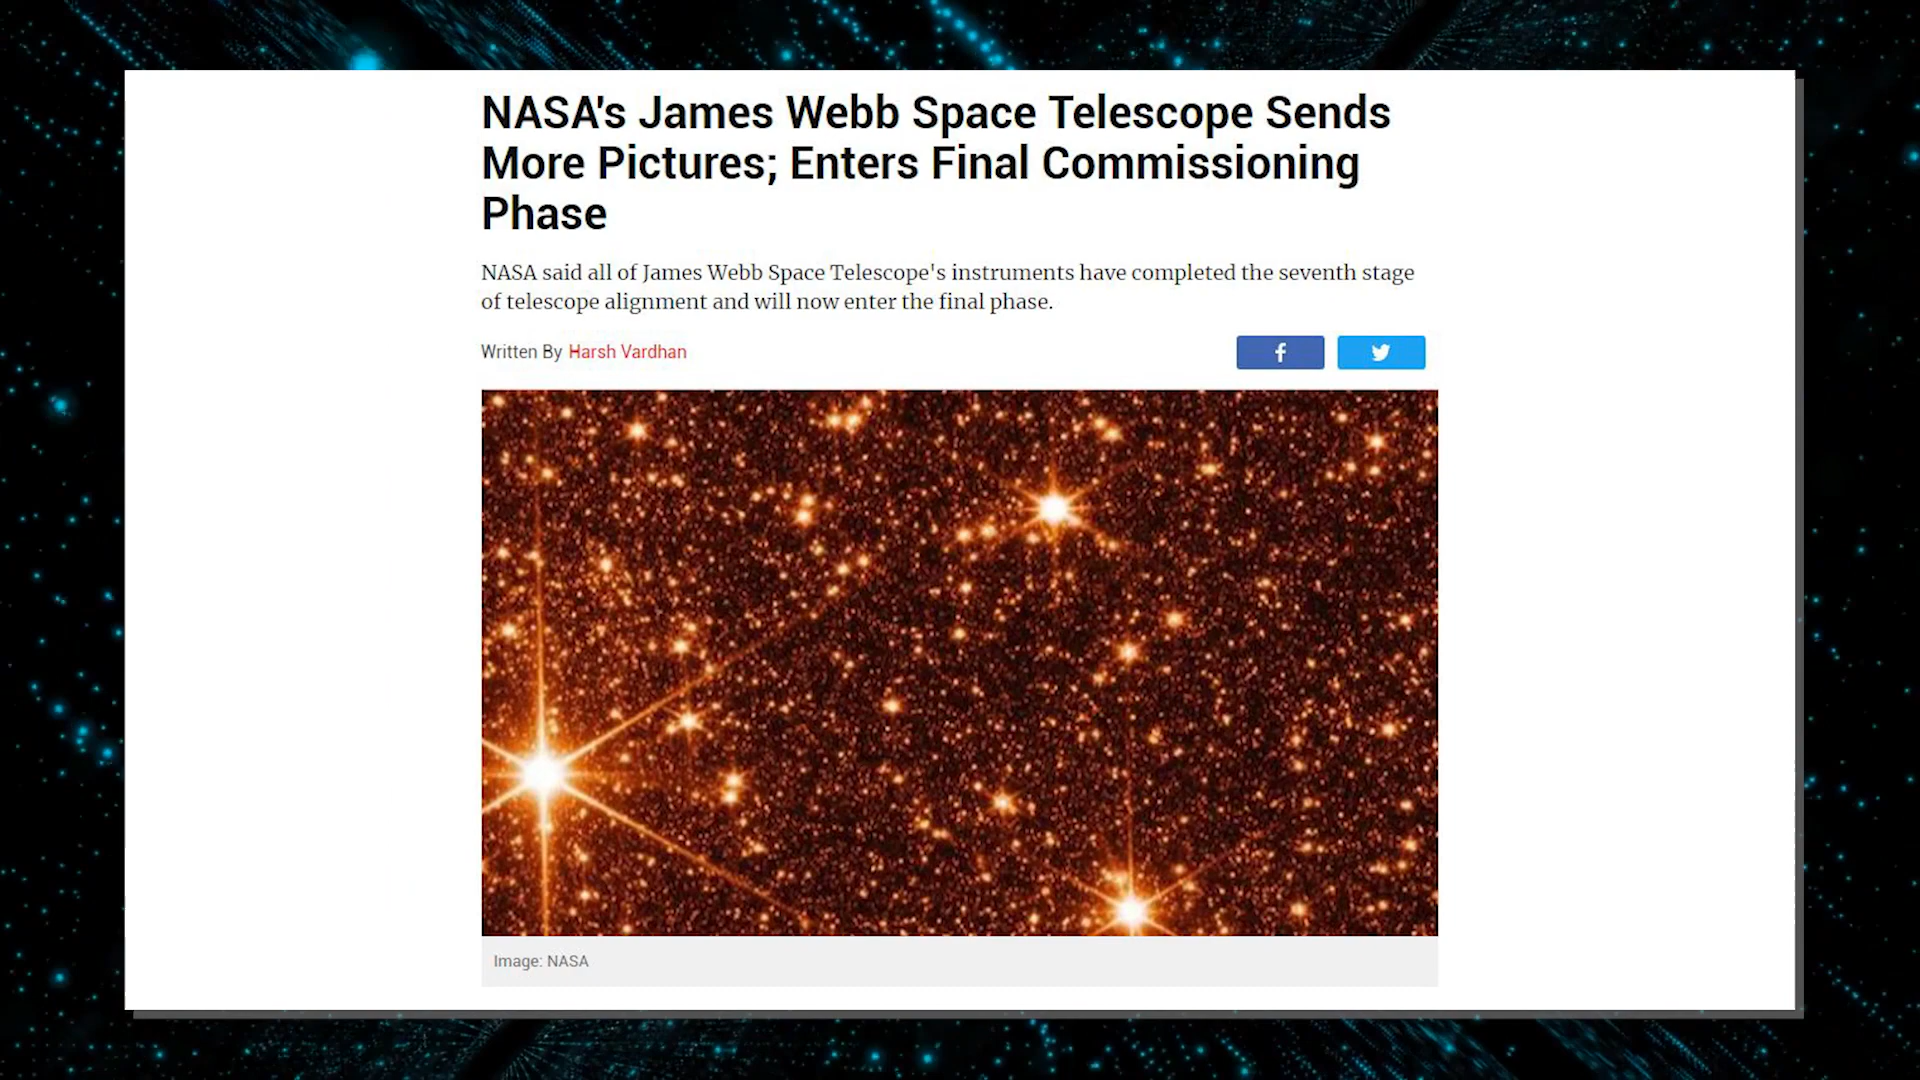 NASA's James Webb Space Telescope Sends
More Pictures; Enters Final Commissioning
Phase
NASA said all of James Webb Space Telescope's instruments have completed the seventh stage
of telescope alignment and will now enter the final phase.
Written By Harsh Vardhan
Image: NASA